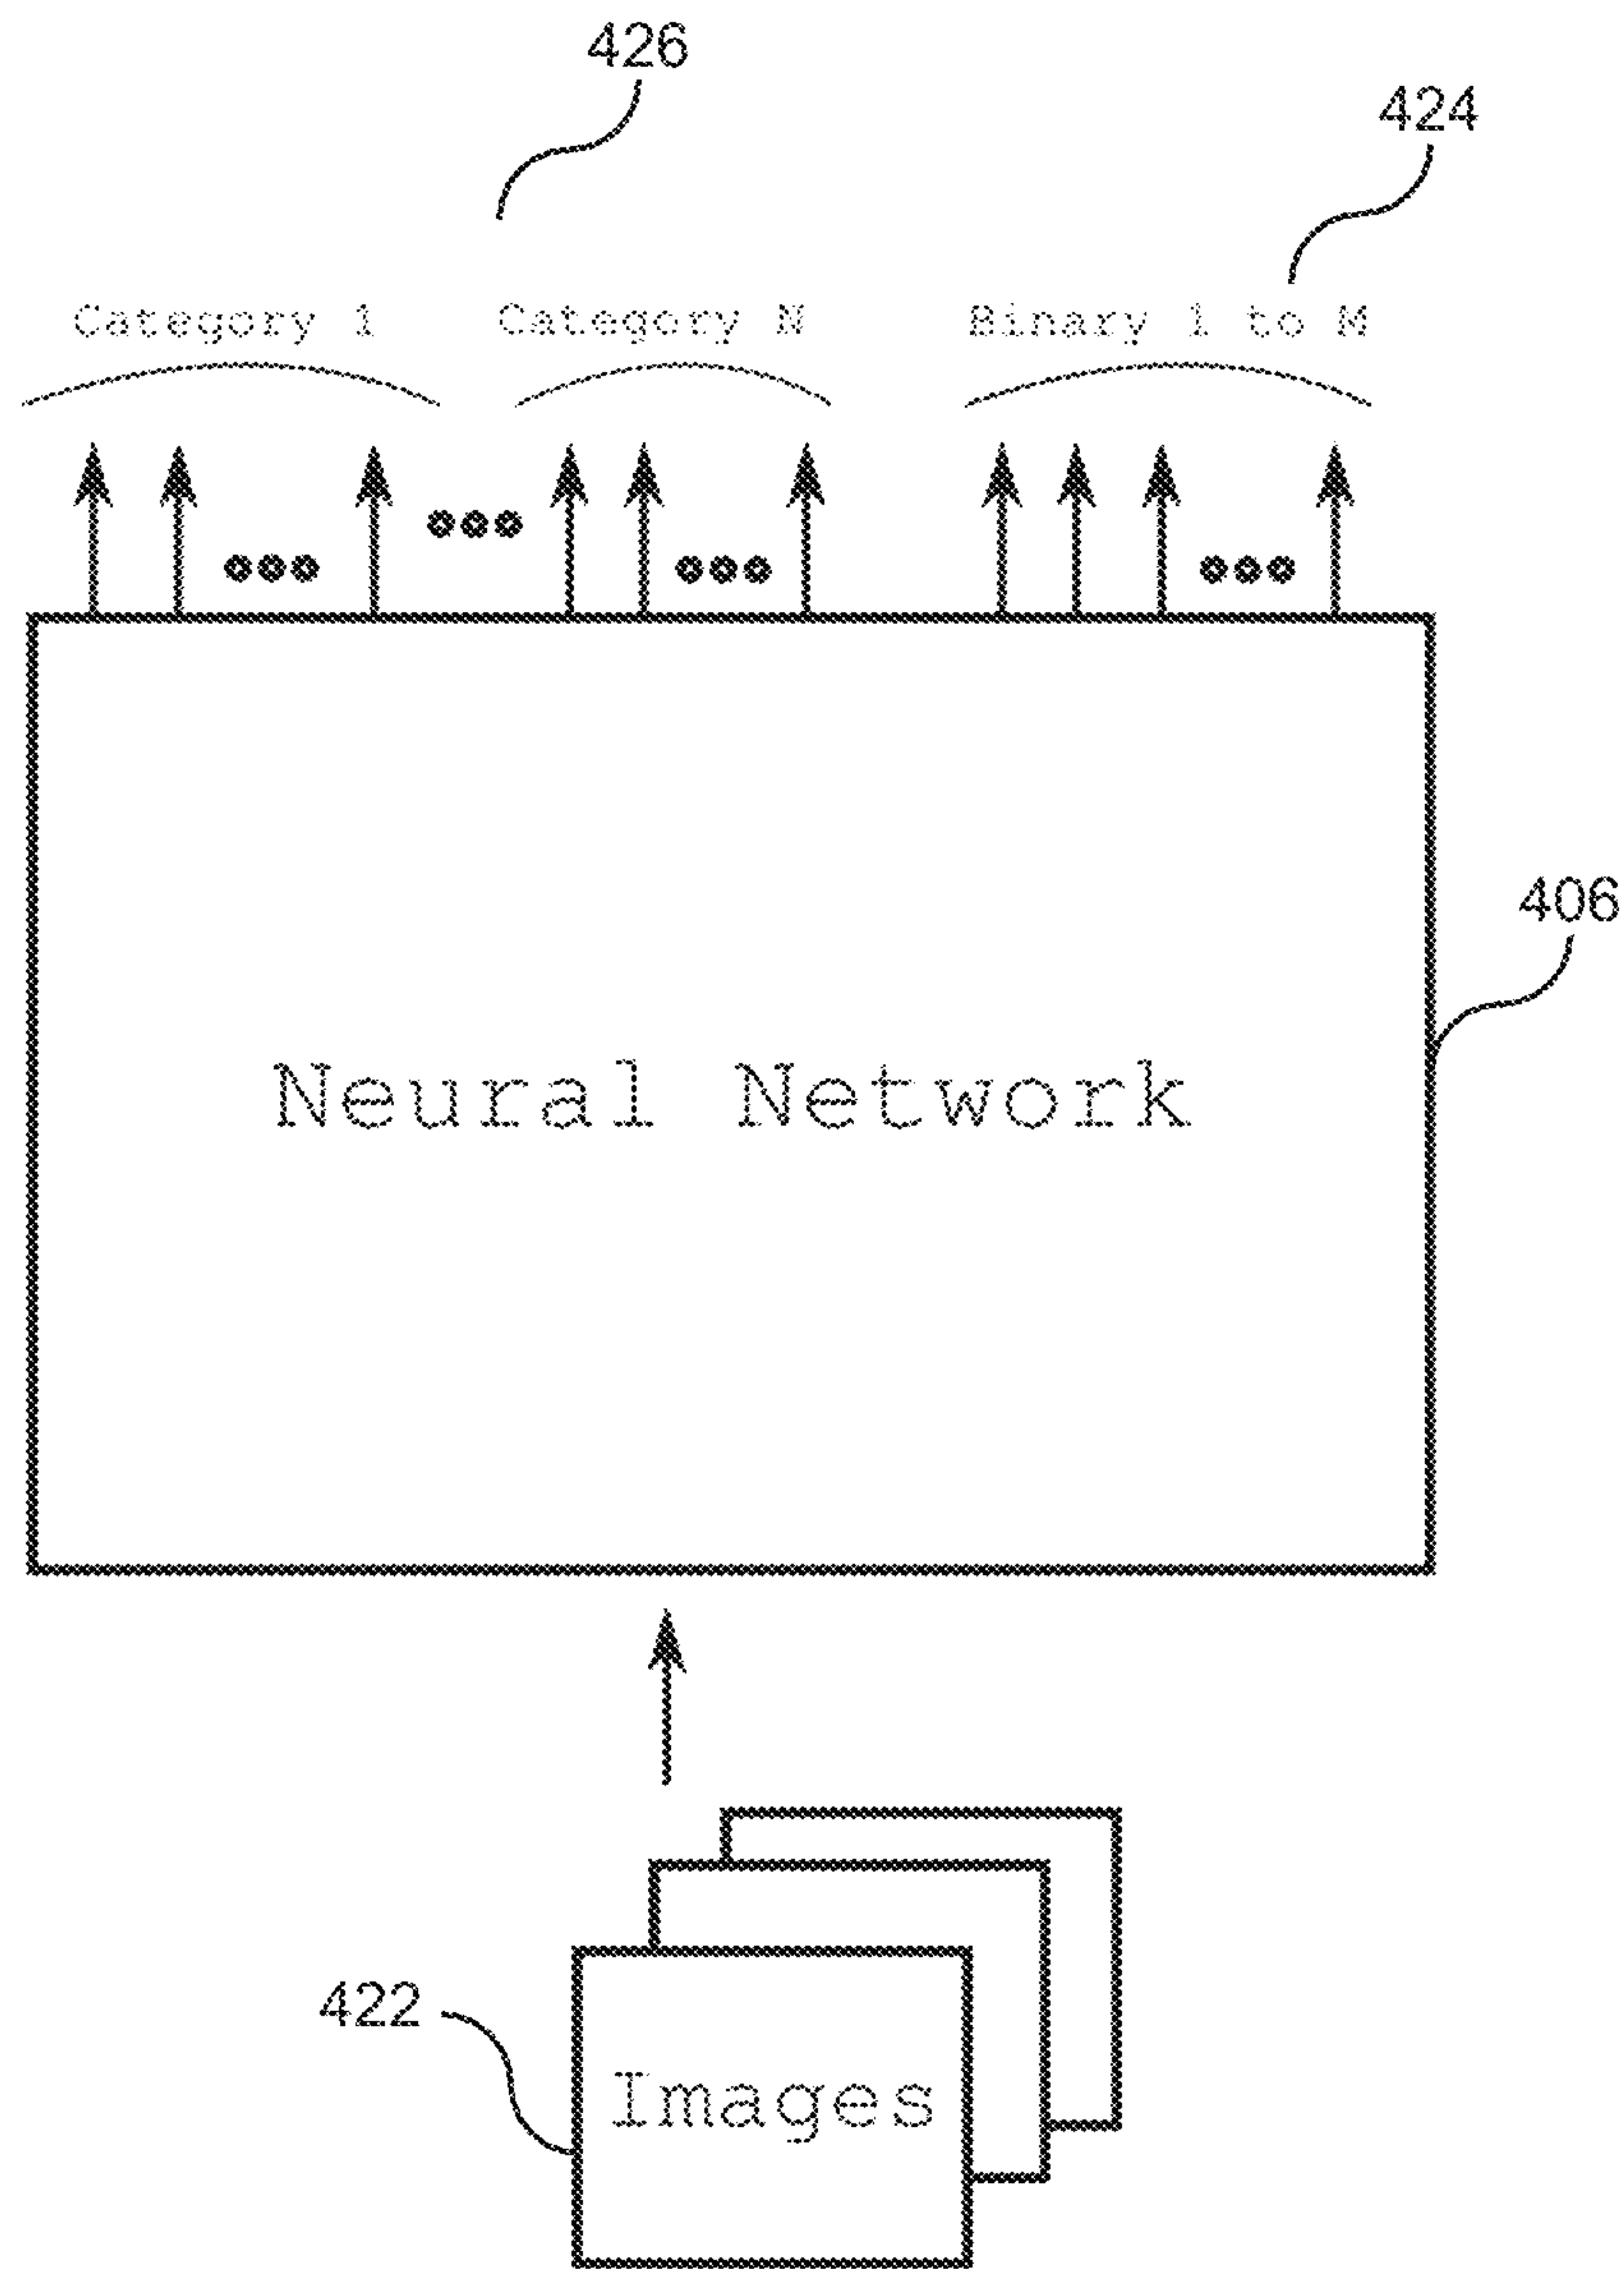 426
424
Category 1
Category N
Binary 1 to M
406
Neural Network
422
Images